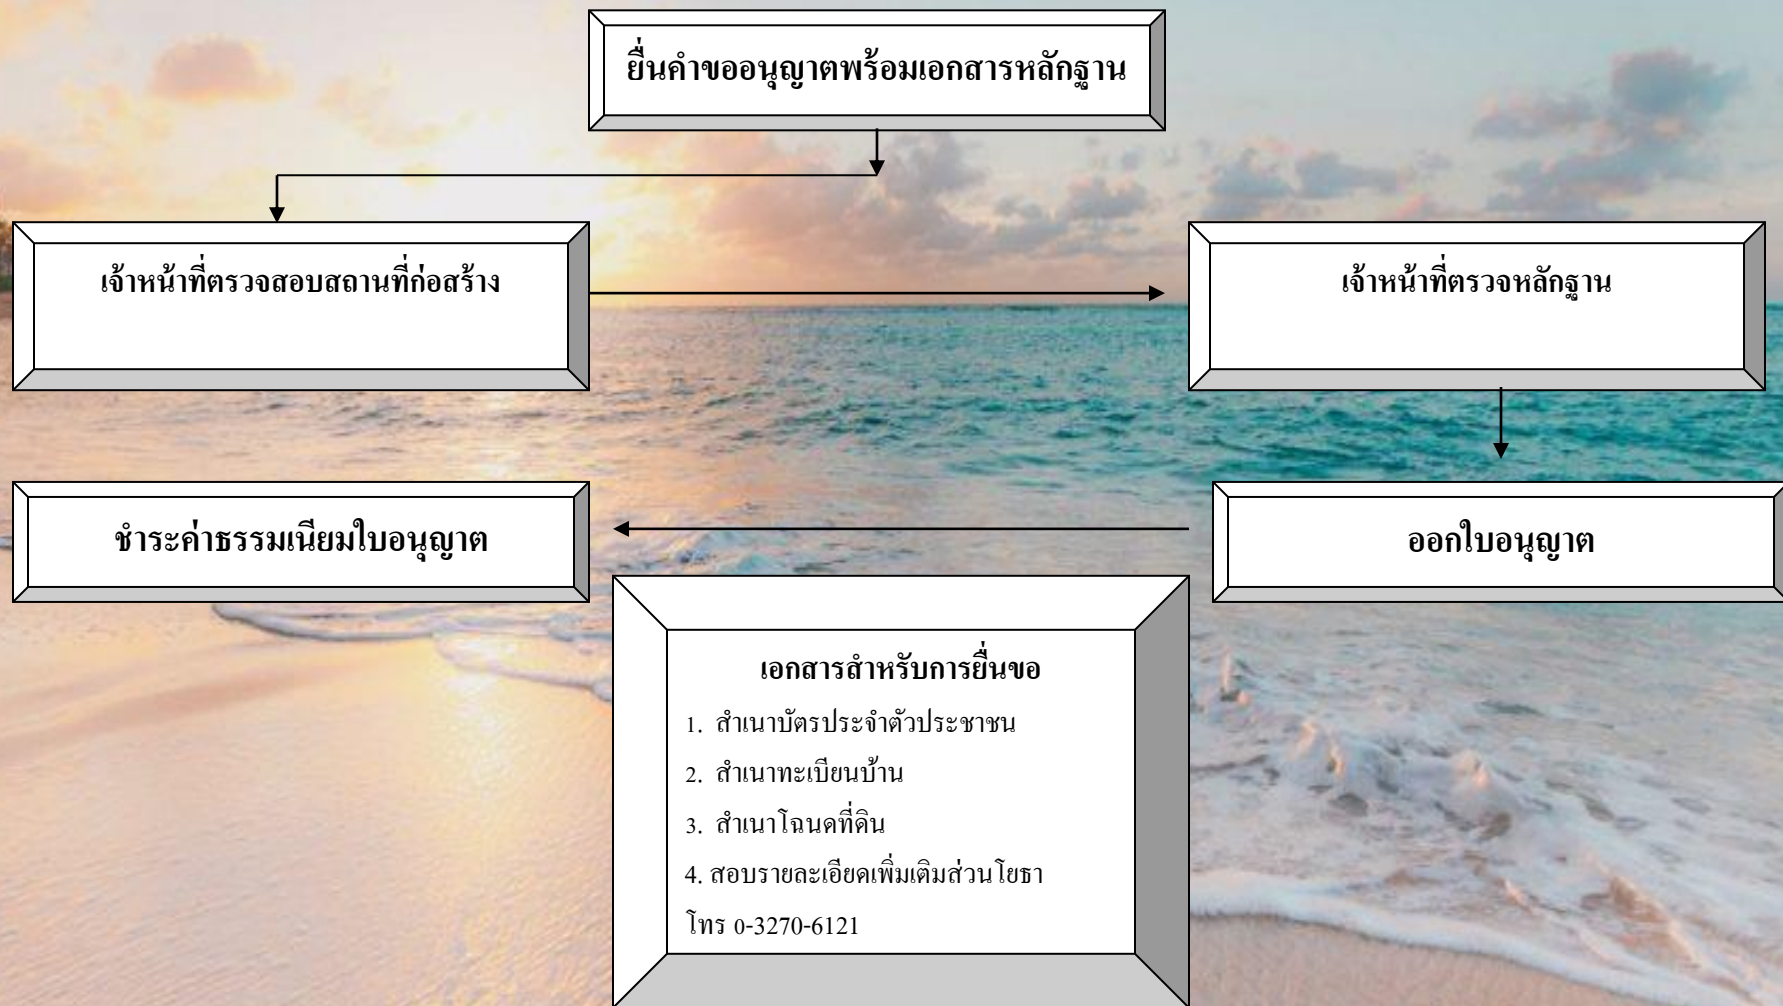 ยื่นคำขออนุญาตพร้อมเอกสารหลักฐาน
เจ้าหน้าที่ตรวจสอบสถานที่ก่อสร้าง
เจ้าหน้าที่ตรวจหลักฐาน
ชำระค่าธรรมเนียมใบอนุญาต
ออกใบอนุญาต
เอกสารสำหรับการยื่นขอ
1. สำเนาบัตรประจำตัวประชาชน
2. สำเนาทะเบียนบ้าน
3. สำเนาโฉนดที่ดิน
4. สอบรายละเอียดเพิ่มเติมส่วนโยธา
โทร 0-3270-6121